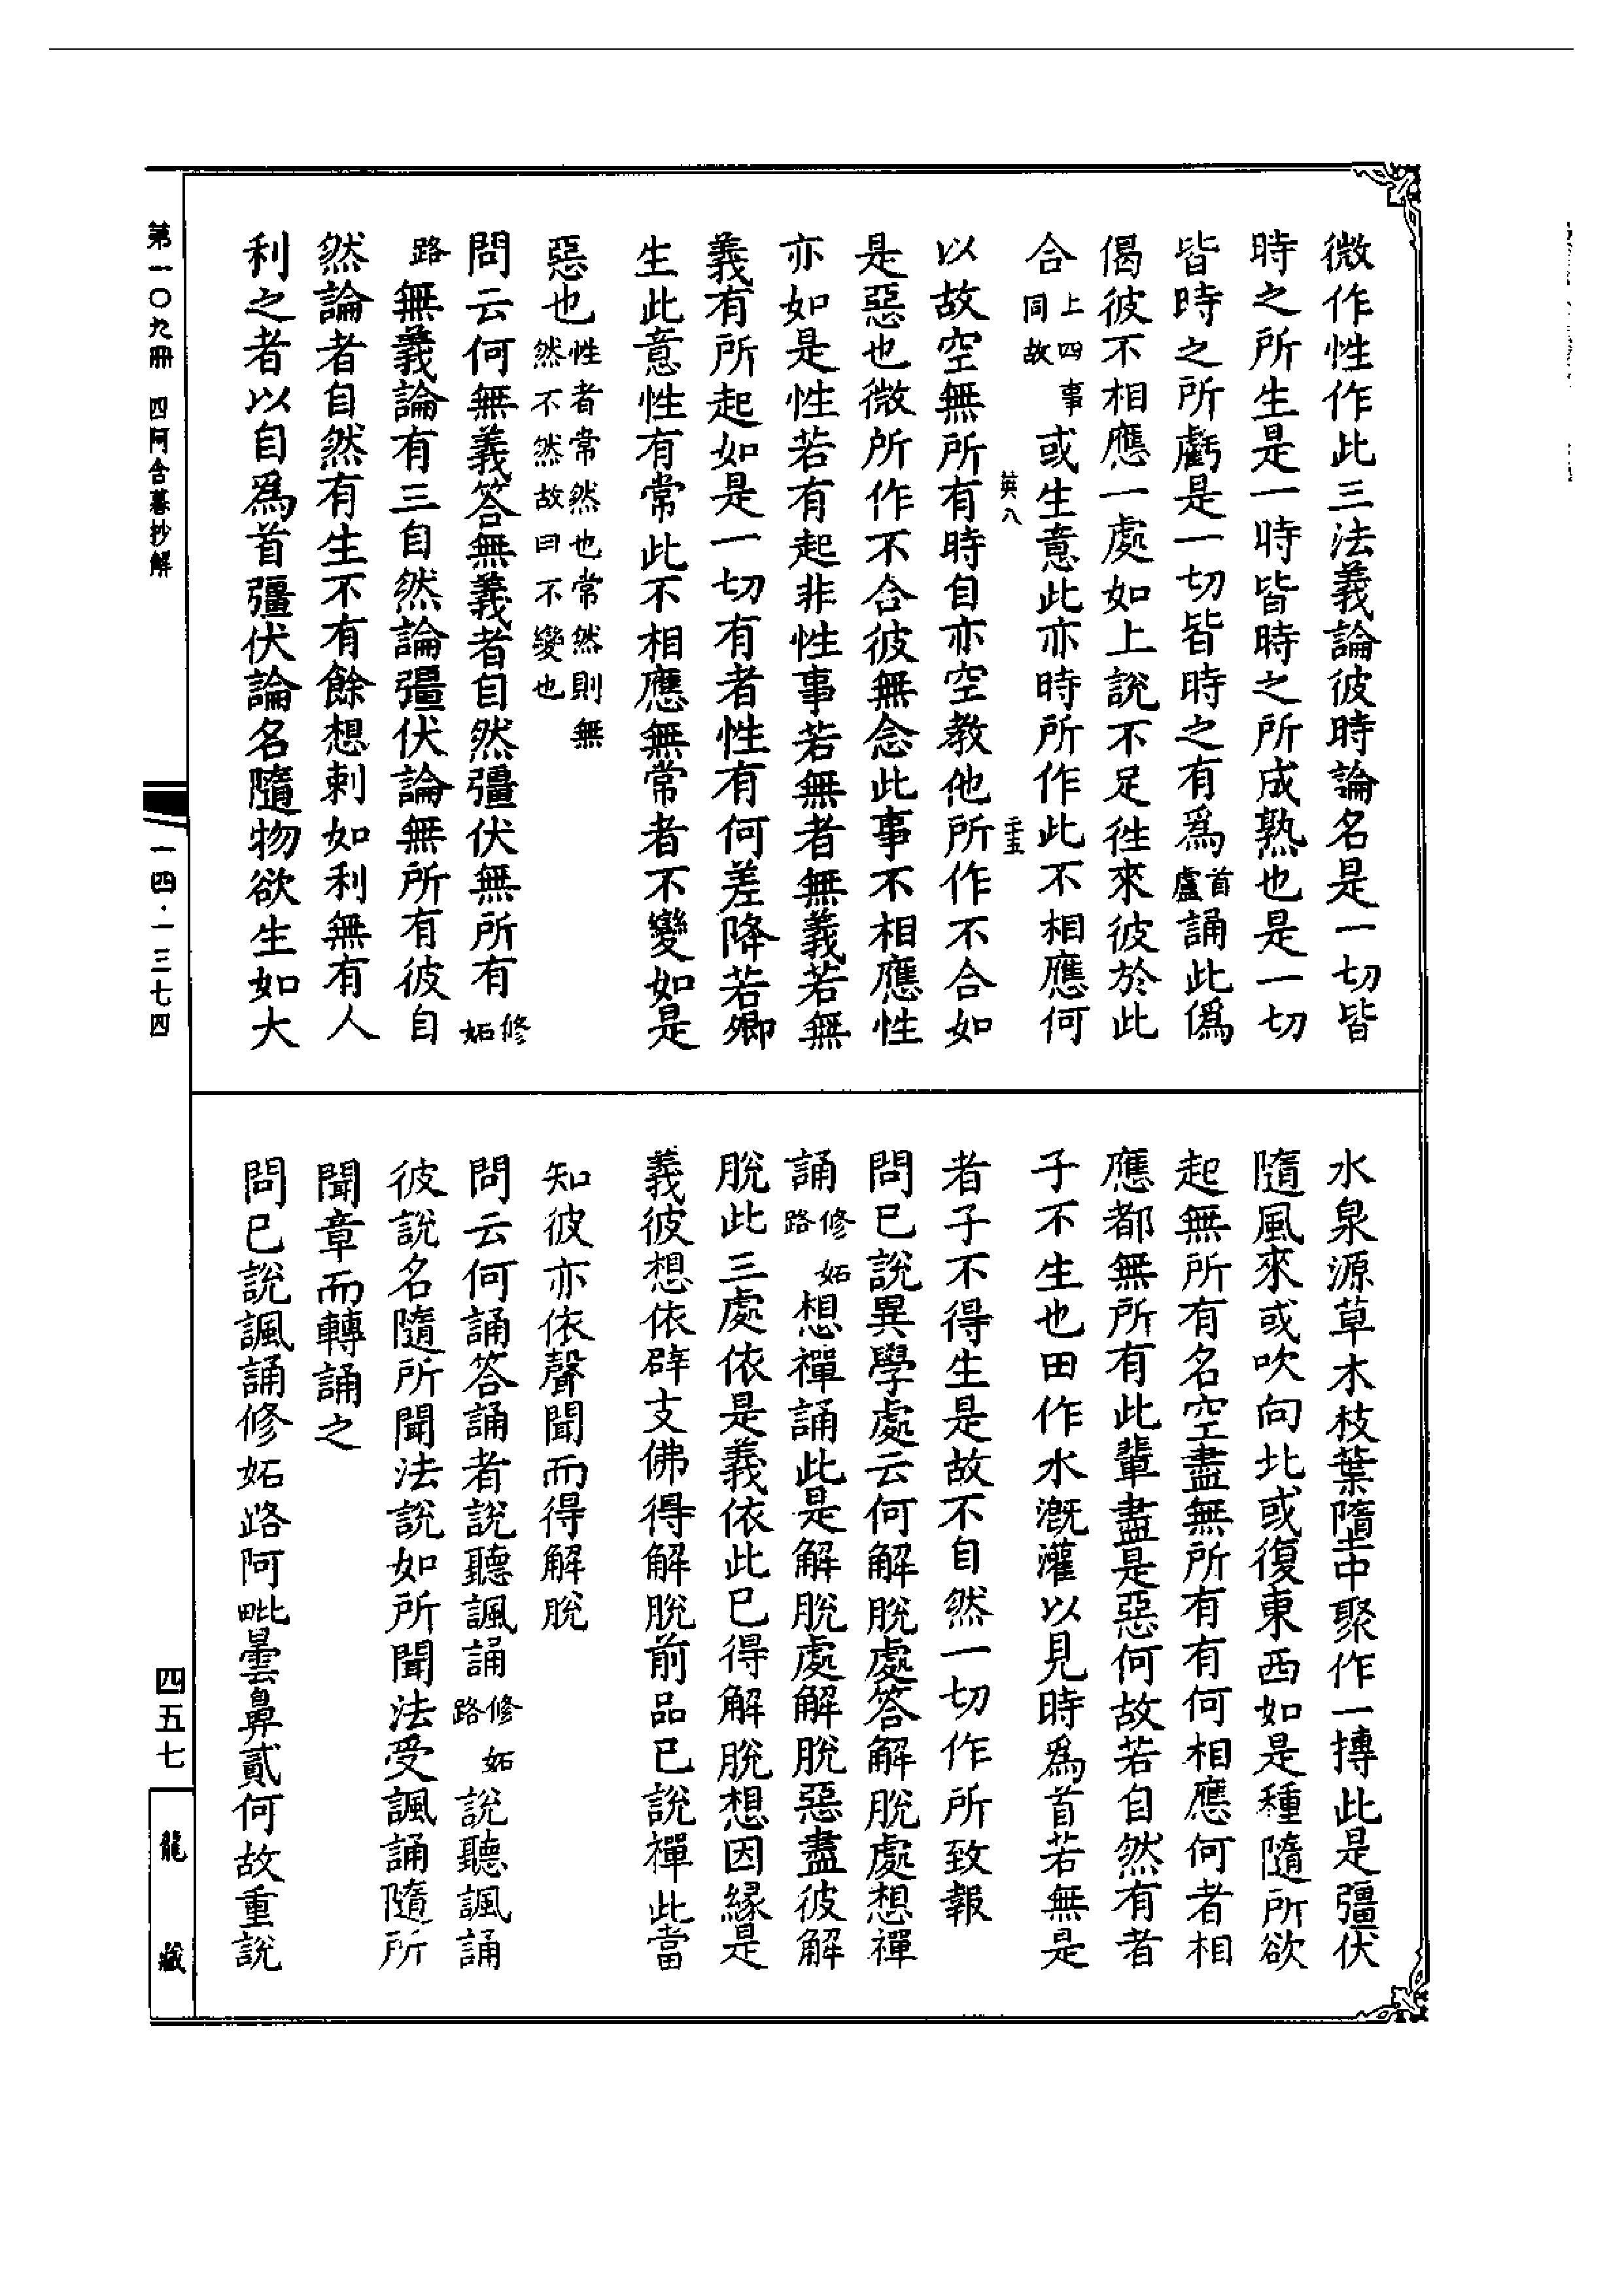 微作性作此三法義論彼時論名是一切皆
時之所生是一時皆時之所成熟也是一切
皆時之所虧是一切皆時之有爲首盧誦此僞
偈彼不相應一處如上說不足徃來彼於此
合上四事同故或生意此亦時所作此不相應何
英八
二主
以故空無所有時自亦空教他所作不合如
是惡也微所作不合彼無念此事不相應性
亦如是性若有起非性事若無者無義若無
義有所起如是一切有者性有何差降若卿
生此意性有常此不相應無常者不變如是
惡也性者常然也常然則無然不然故曰不變也
問云何無義答無義者自然彊伏無所有修妬
路無義論有三自然論彊伏論無所有彼自
然論者自然有生不有餘想刺如利無有人
利之者以自爲首彊伏論名隨物欲生如大
水泉源草木枝葉墮中聚作一摶此是彊伏
隨風來或吹向北或復東西如是種隨所欲
起無所有名空盡無所有有何相應何者相
應都無所有此輩盡是惡何故若自然有者
子不生也田作水漑灌以見時爲首若無是
者子不得生是故不自然一切作所致報
問已說異學處云何解脫處答解脫處想禪
誦修妬路想禪誦此是解脫處解脫惡盡彼解
脫此三處依是義依此已得解脫想因緣是
義彼想依辟支佛得解脫前品已說禪此當
知彼亦依聲聞而得解脫
問云何誦答誦者說聽諷誦修妬路說聽諷誦
彼說名隨所聞法說如所聞法受諷誦隨所
聞章而轉誦之
問已說諷誦修妬路阿毗曇鼻貳何故重說
第一〇九冊 四阿含暮抄解
一四·一三七四
四五七
龍藏